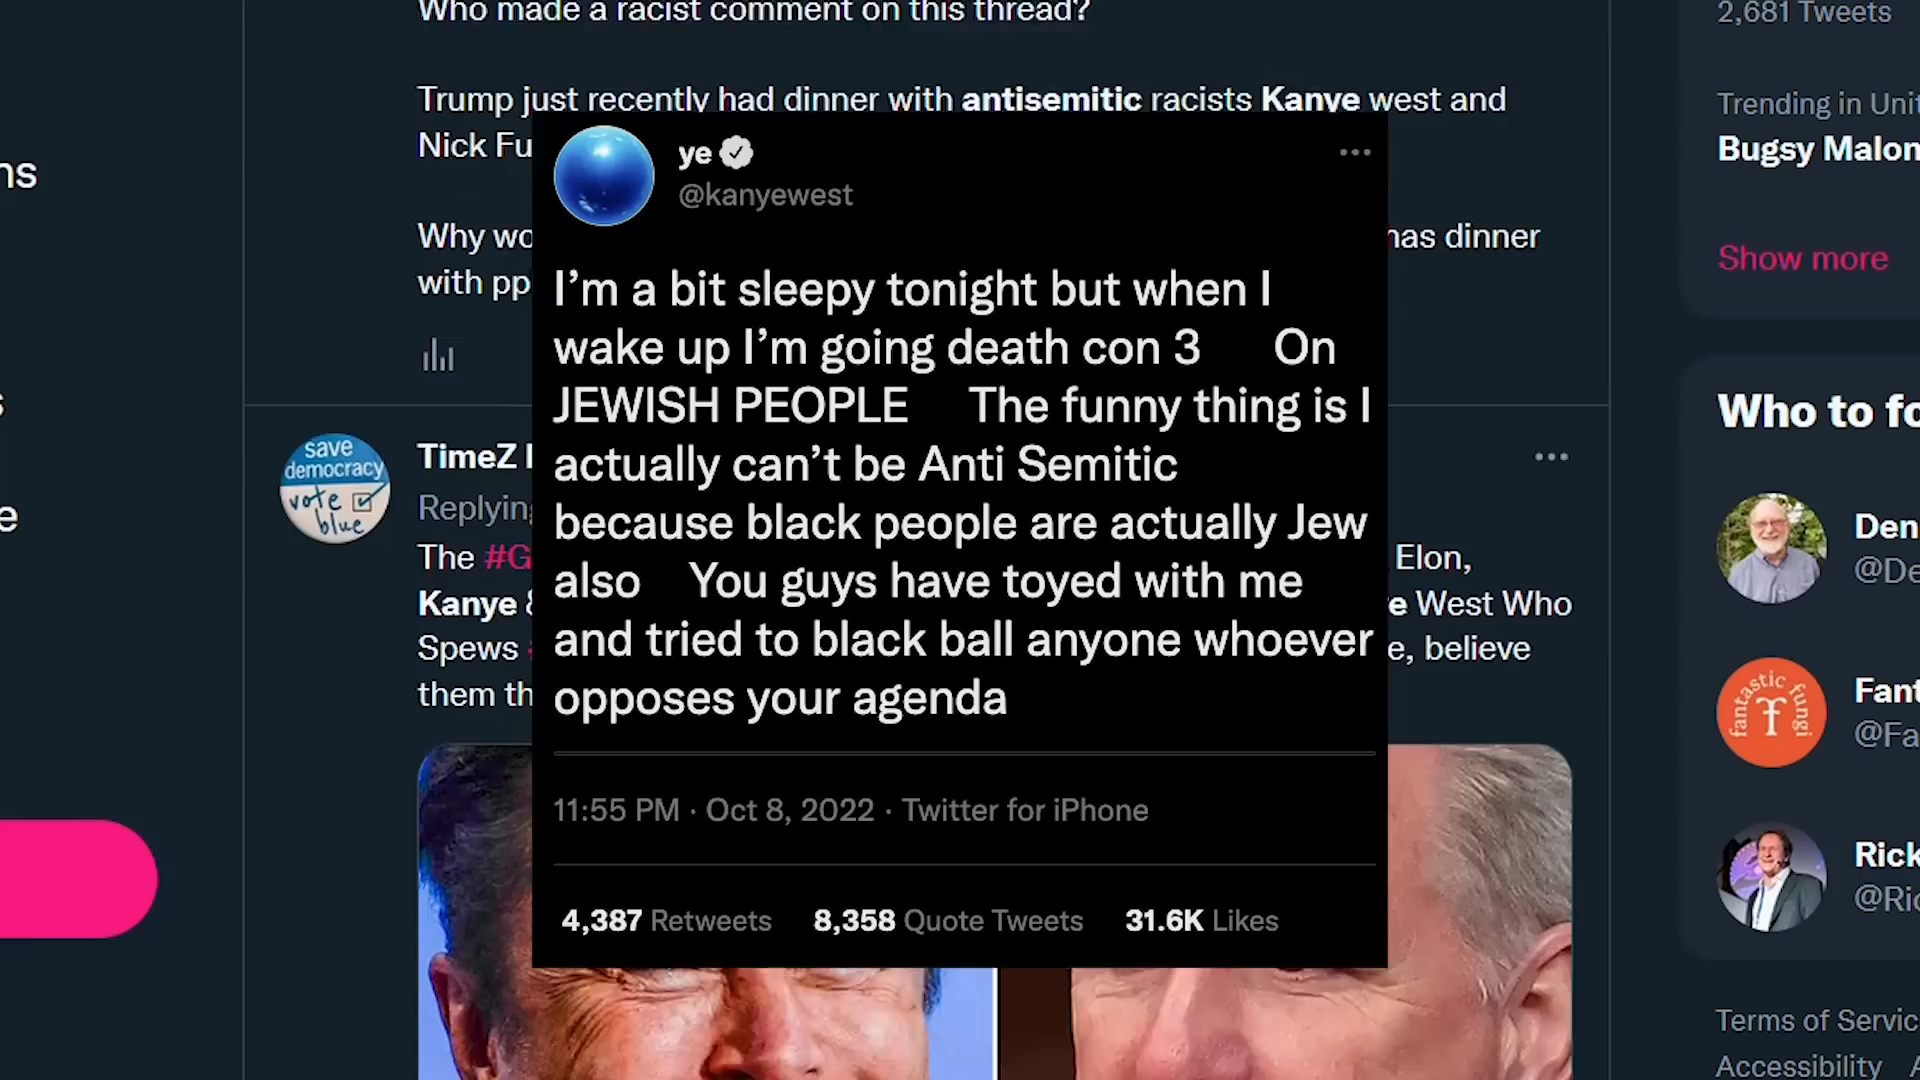 Who made a racist comment on this thread?
Trump just recently had dinner with antisemitic racists Kanye west and
Nick Fu
Why wo
has dinner
with pp
ye
@kanyewest
I’m a bit sleepy tonight but when I
wake up I’m going death con 3 On
JEWISH PEOPLE The funny thing is I
actually can’t be Anti Semitic
because black people are actually Jew
also You guys have toyed with me
and tried to black ball anyone whoever
opposes your agenda
11:55 PM · Oct 8, 2022 · Twitter for iPhone
4,387 Retweets 8,358 Quote Tweets 31.6K Likes
save
democracy
vote
blue
TimeZ
Replying
The #G
Elon,
Kanye &
e West Who
Spews
e, believe
them th
2,681 Tweets
Trending in Unit
Bugsy Malon
Show more
Who to fo
Den
@De
fantastic fungi
Fant
@Fa
Rick
@Ric
Terms of Servic
Accessibility
ns
s
e